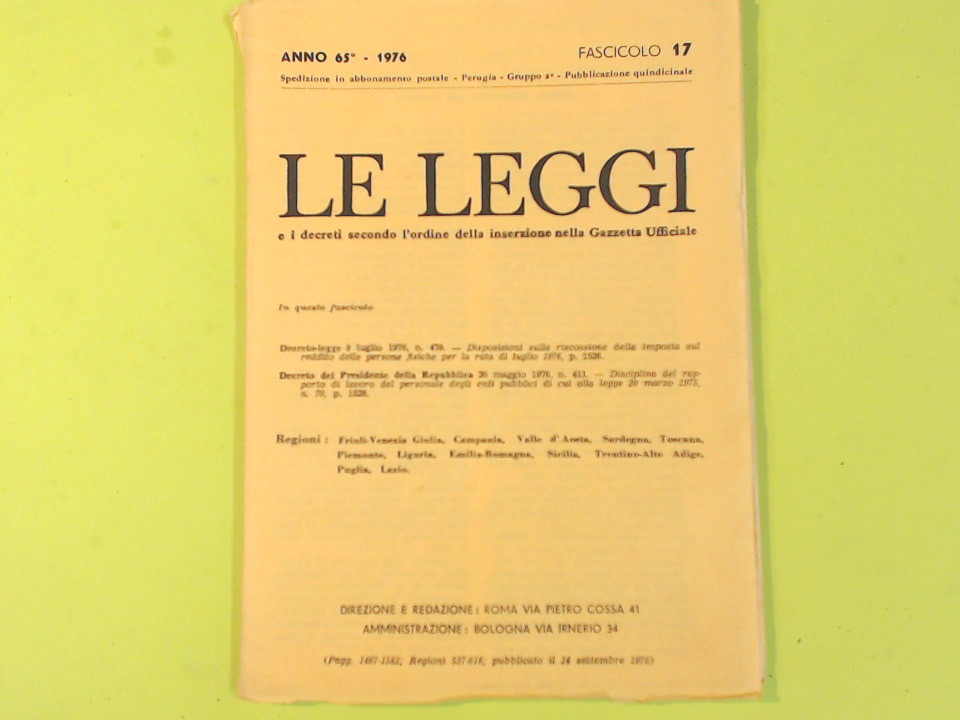 ANNO 65° - 1976 FASCICOLO 17
Spedizione in abbonamento postale - Perugia - Gruppo 2° - Pubblicazione quindicinale
LE LEGGI
e i decreti secondo l'ordine della inserzione nella Gazzetta Ufficiale
In questo fascicolo
Decreto-legge 9 luglio 1976, n. 470. — Disposizioni sulla riscossione della imposta sul
reddito delle persone fisiche per la rata di luglio 1976, p. 1526.
Decreto del Presidente della Repubblica 26 maggio 1976, n. 411. — Disciplina del rap-
porto di lavoro del personale degli enti pubblici di cui alla legge 20 marzo 1975,
n. 70, p. 1528.
Regioni: Friuli-Venezia Giulia, Campania, Valle d'Aosta, Sardegna, Toscana,
Piemonte, Liguria, Emilia-Romagna, Sicilia, Trentino-Alto Adige,
Puglia, Lazio.
DIREZIONE E REDAZIONE: ROMA VIA PIETRO COSSA 41
AMMINISTRAZIONE: BOLOGNA VIA IRNERIO 34
(Pagg. 1487-1582; Regioni 537-618; pubblicato il 14 settembre 1976)